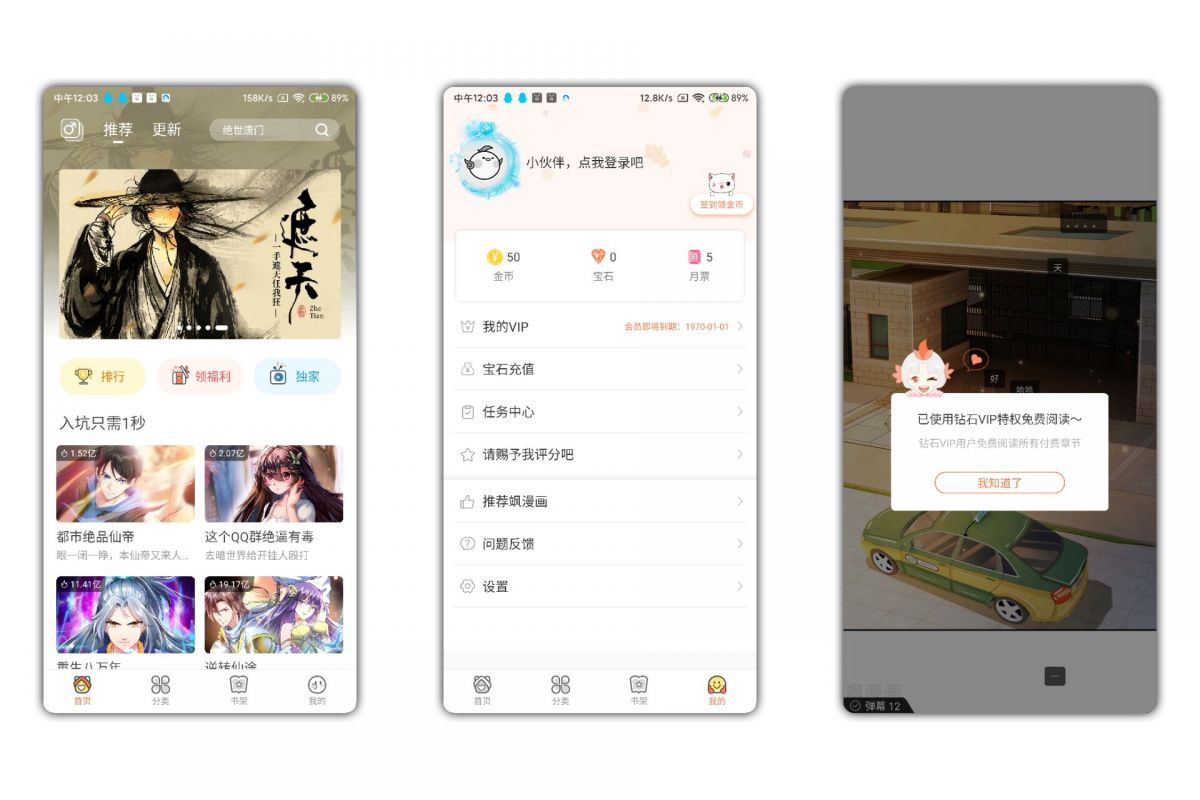 中午12:03
158K/s
89%
推荐 更新
绝世唐门
遮天
一手遮天任我狂
Zhe
Tian
排行
领福利
独家
入坑只需1秒
1.52亿
2.07亿
都市绝品仙帝
这个QQ群绝逼有毒
眼一闭一睁，本仙帝又来人...
去暗世界给开挂人殴打
11.41亿
19.17亿
重生八万年
逆转仙途
首页
分类
书架
我的
中午12:03
12.8K/s
89%
小伙伴，点我登录吧
签到领金币
50
0
5
金币
宝石
月票
我的VIP
会员即将到期：1970-01-01
宝石充值
任务中心
请赐予我评分吧
推荐飒漫画
问题反馈
设置
首页
分类
书架
我的
天
好
哈哈
已使用钻石VIP特权免费阅读～
钻石VIP用户免费阅读所有付费章节
我知道了
飒漫画
弹幕 12